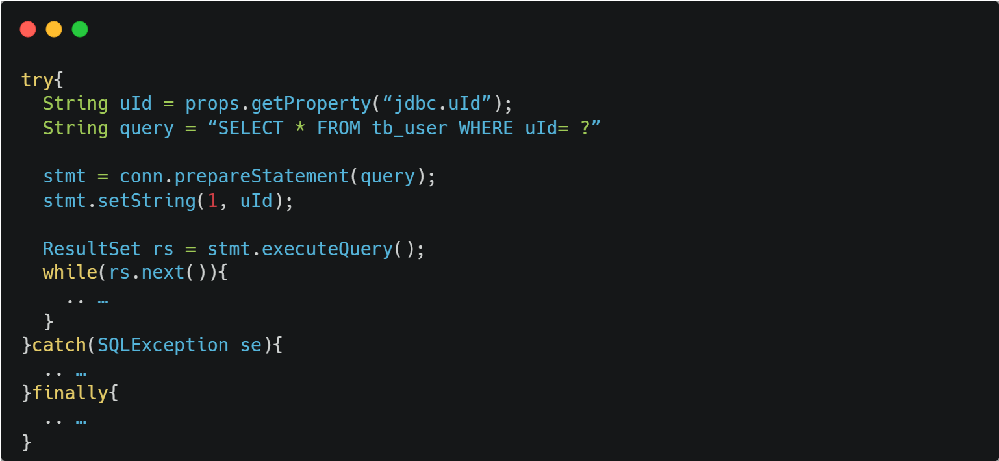 try{
  String uId = props.getProperty(“jdbc.uId”);
  String query = “SELECT * FROM tb_user WHERE uId= ?”
  stmt = conn.prepareStatement(query);
  stmt.setString(1, uId);
  ResultSet rs = stmt.executeQuery();
  while(rs.next()){
    .. …
  }
}catch(SQLException se){
  .. …
}finally{
  .. …
}